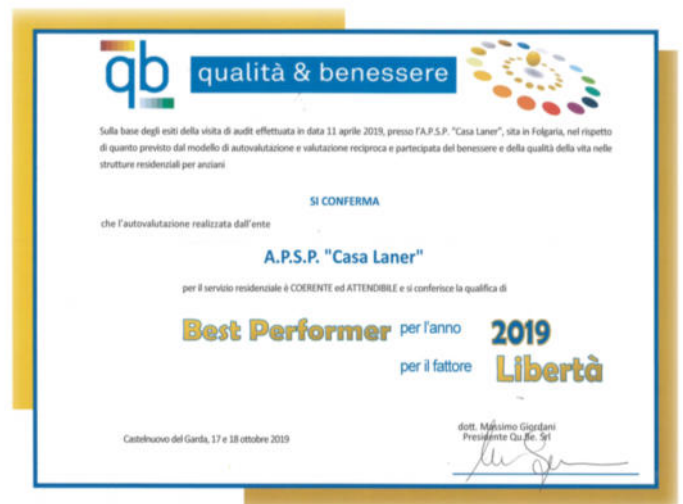 qb
qualità & benessere
Sulla base degli esiti della visita di audit effettuata in data 11 aprile 2019, presso l'A.P.S.P. "Casa Laner", sita in Folgaria, nel rispetto
di quanto previsto dal modello di autovalutazione e valutazione reciproca e partecipata del benessere e della qualità della vita nelle
strutture residenziali per anziani
SI CONFERMA
che l'autovalutazione realizzata dall'ente
A.P.S.P. "Casa Laner"
per il servizio residenziale è COERENTE ed ATTENDIBILE e si conferisce la qualifica di
Best Performer per l'anno 2019
per il fattore Libertà
Castelnuovo del Garda, 17 e 18 ottobre 2019
dott. Massimo Giordani
Presidente Qu.Be. Srl